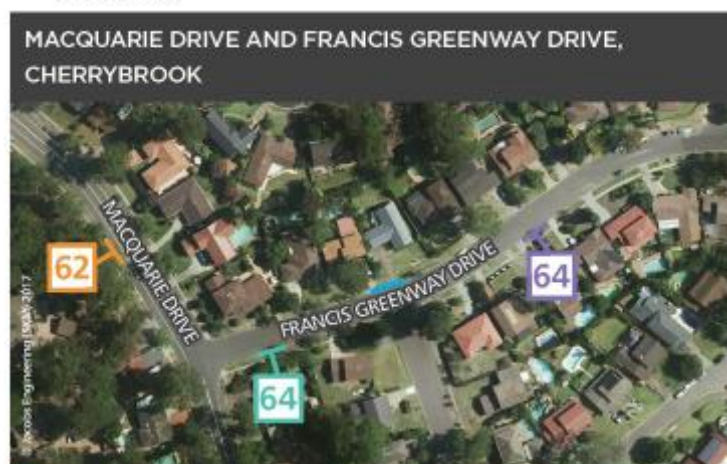 MACQUARIE DRIVE AND FRANCIS GREENWAY DRIVE,
CHERRYBROOK
MACQUARIE DRIVE
62
FRANCIS GREENWAY DRIVE
64
64